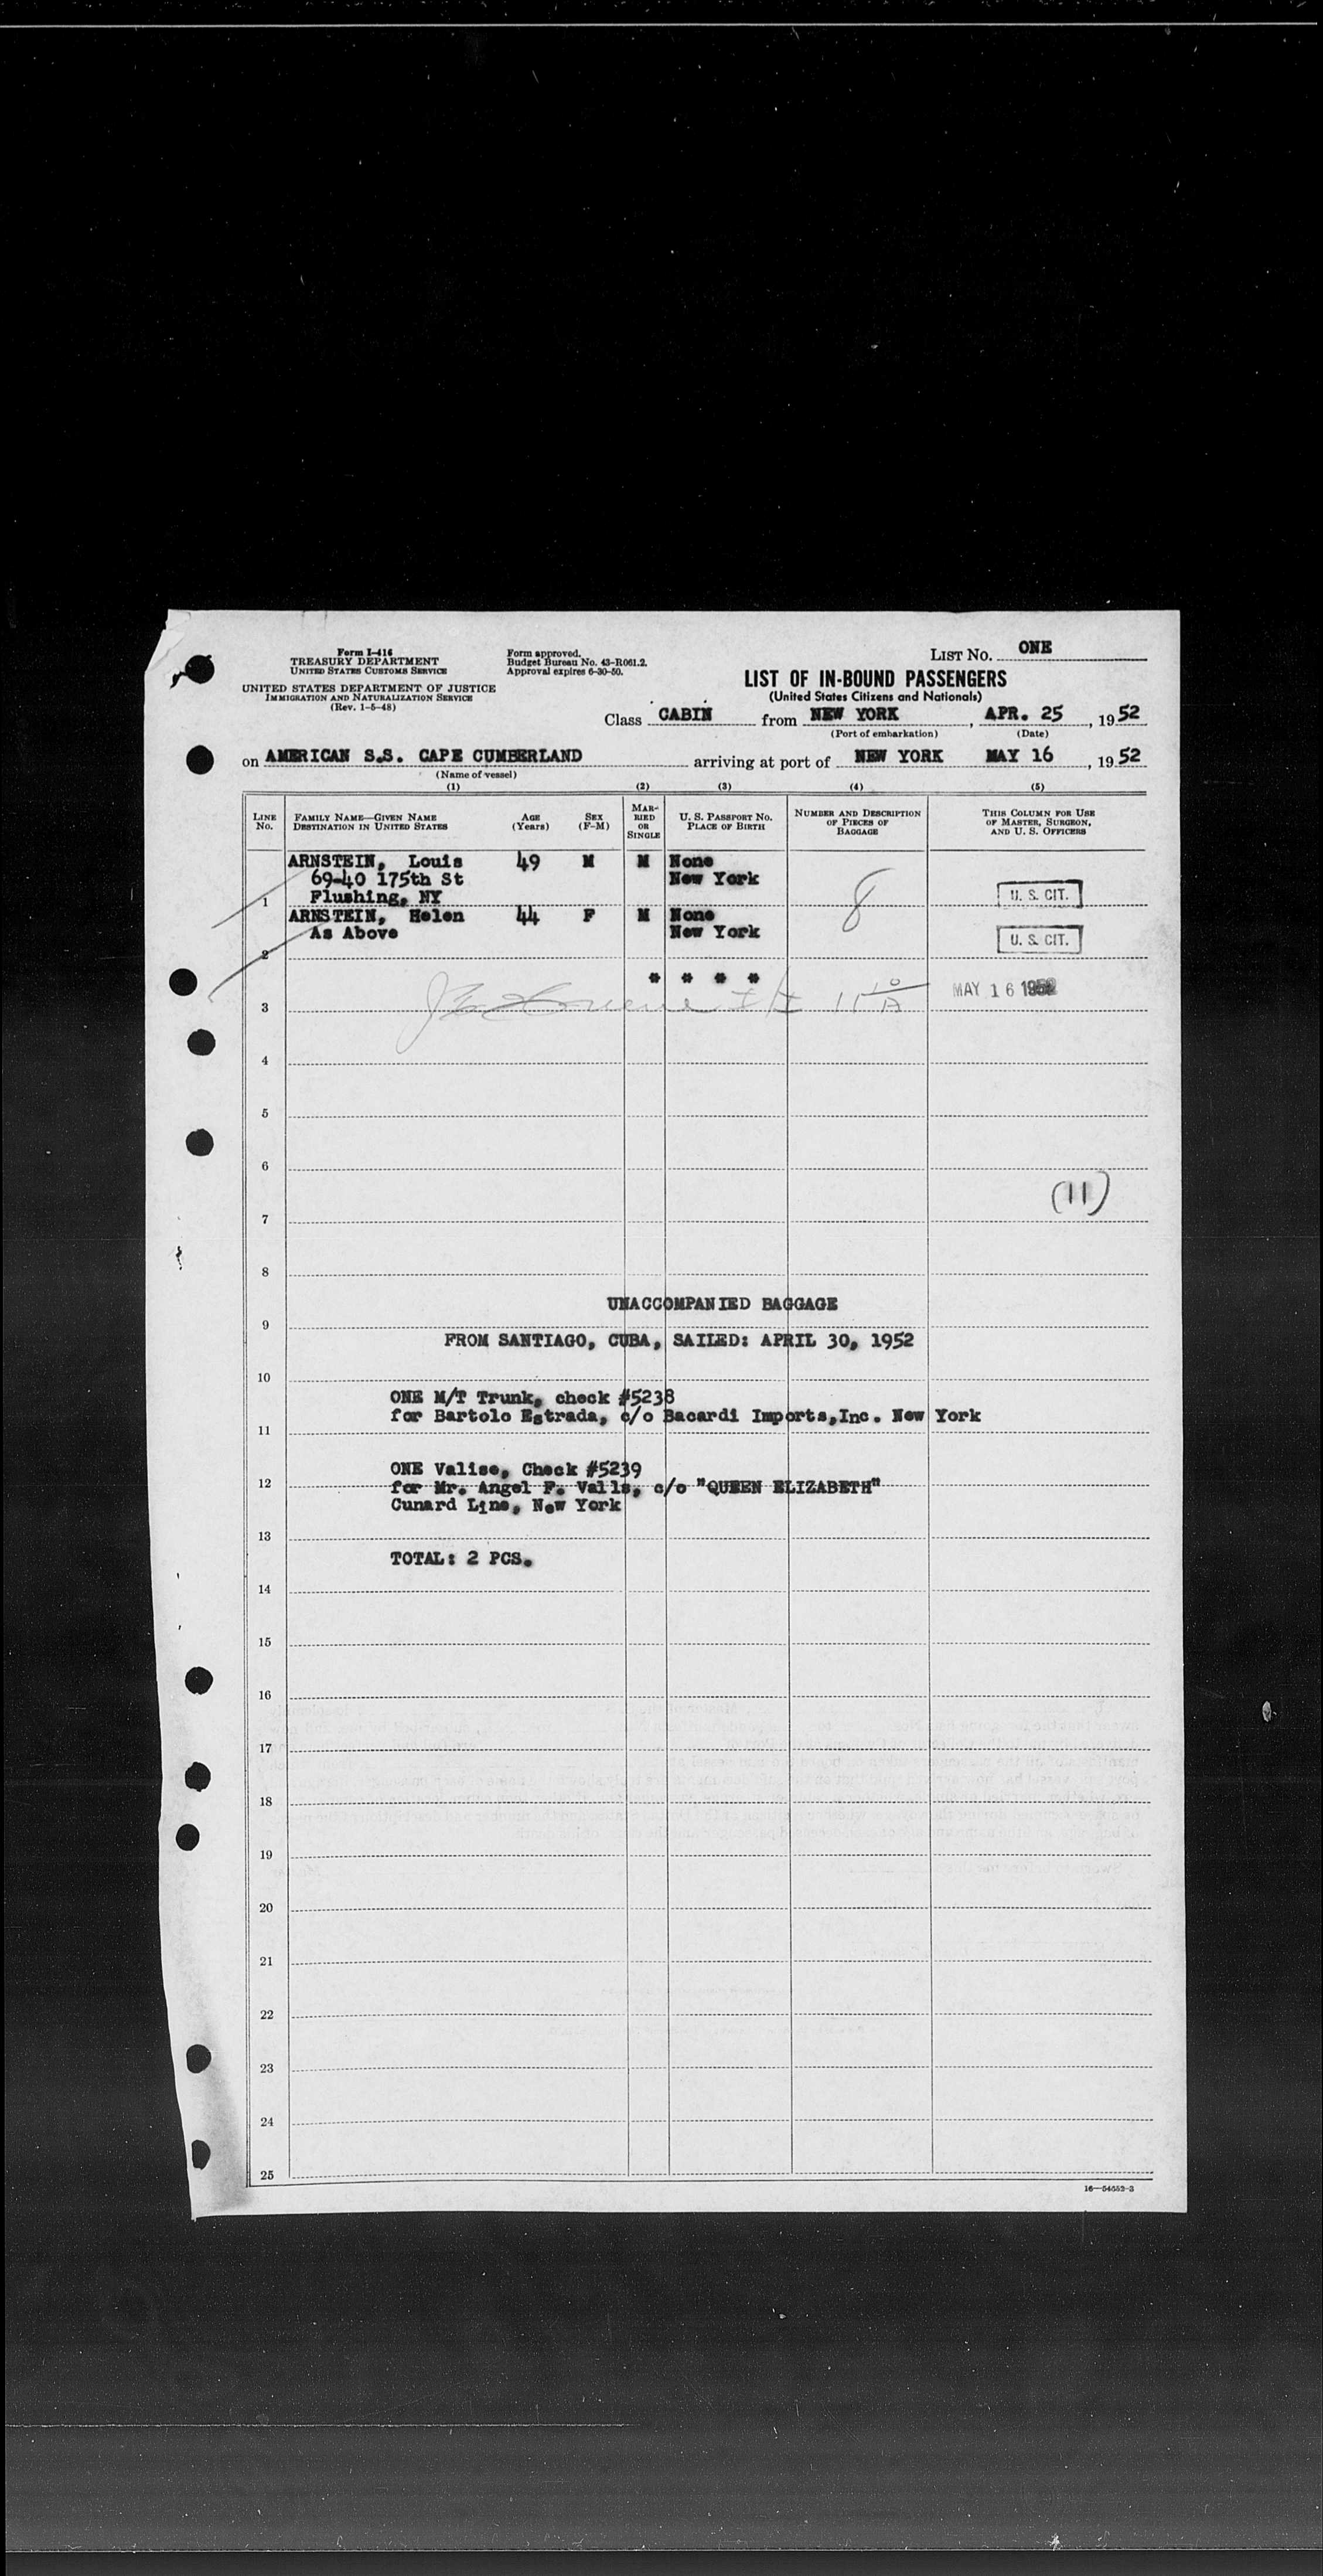 Form I-416
TREASURY DEPARTMENT
UNITED STATES CUSTOMS SERVICE
UNITED STATES DEPARTMENT OF JUSTICE
IMMIGRATION AND NATURALIZATION SERVICE
(Rev. 1-5-48)
Form approved.
Budget Bureau No. 43-R061.2.
Approval expires 6-30-50.
LIST NO. ONE
LIST OF IN-BOUND PASSENGERS
(United States Citizens and Nationals)
Class CABIN from NEW YORK, APR. 25, 1952
(Port of embarkation) (Date)
on AMERICAN S.S. CAPE CUMBERLAND arriving at port of NEW YORK MAY 16, 1952
(Name of vessel)
(1) (2) (3) (4) (5)
LINE No. FAMILY NAME—GIVEN NAME DESTINATION IN UNITED STATES AGE (Years) SEX (F-M) MARRIED OR SINGLE U. S. PASSPORT NO. PLACE OF BIRTH NUMBER AND DESCRIPTION OF PIECES OF BAGGAGE THIS COLUMN FOR USE OF MASTER, SURGEON, AND U. S. OFFICERS
ARNSTEIN, Louis 49 M M None
69-40 175th St New York
1 Flushing, NY 8 U. S. CIT.
ARNSTEIN, Helen 44 F M None
As Above New York U. S. CIT.
2
* * * *
MAY 16 1952
3
4
5
6
(11)
7
8
UNACCOMPANIED BAGGAGE
9
FROM SANTIAGO, CUBA, SAILED: APRIL 30, 1952
10
ONE M/T Trunk, check #5238
for Bartolo Estrada, c/o Bacardi Imports,Inc. New York
11
ONE Valise, Check #5239
12 for Mr. Angel F. Valls, c/o "QUEEN ELIZABETH"
Cunard Line, New York
13
TOTAL: 2 PCS.
14
15
16
17
18
19
20
21
22
23
24
25
16—54652-2